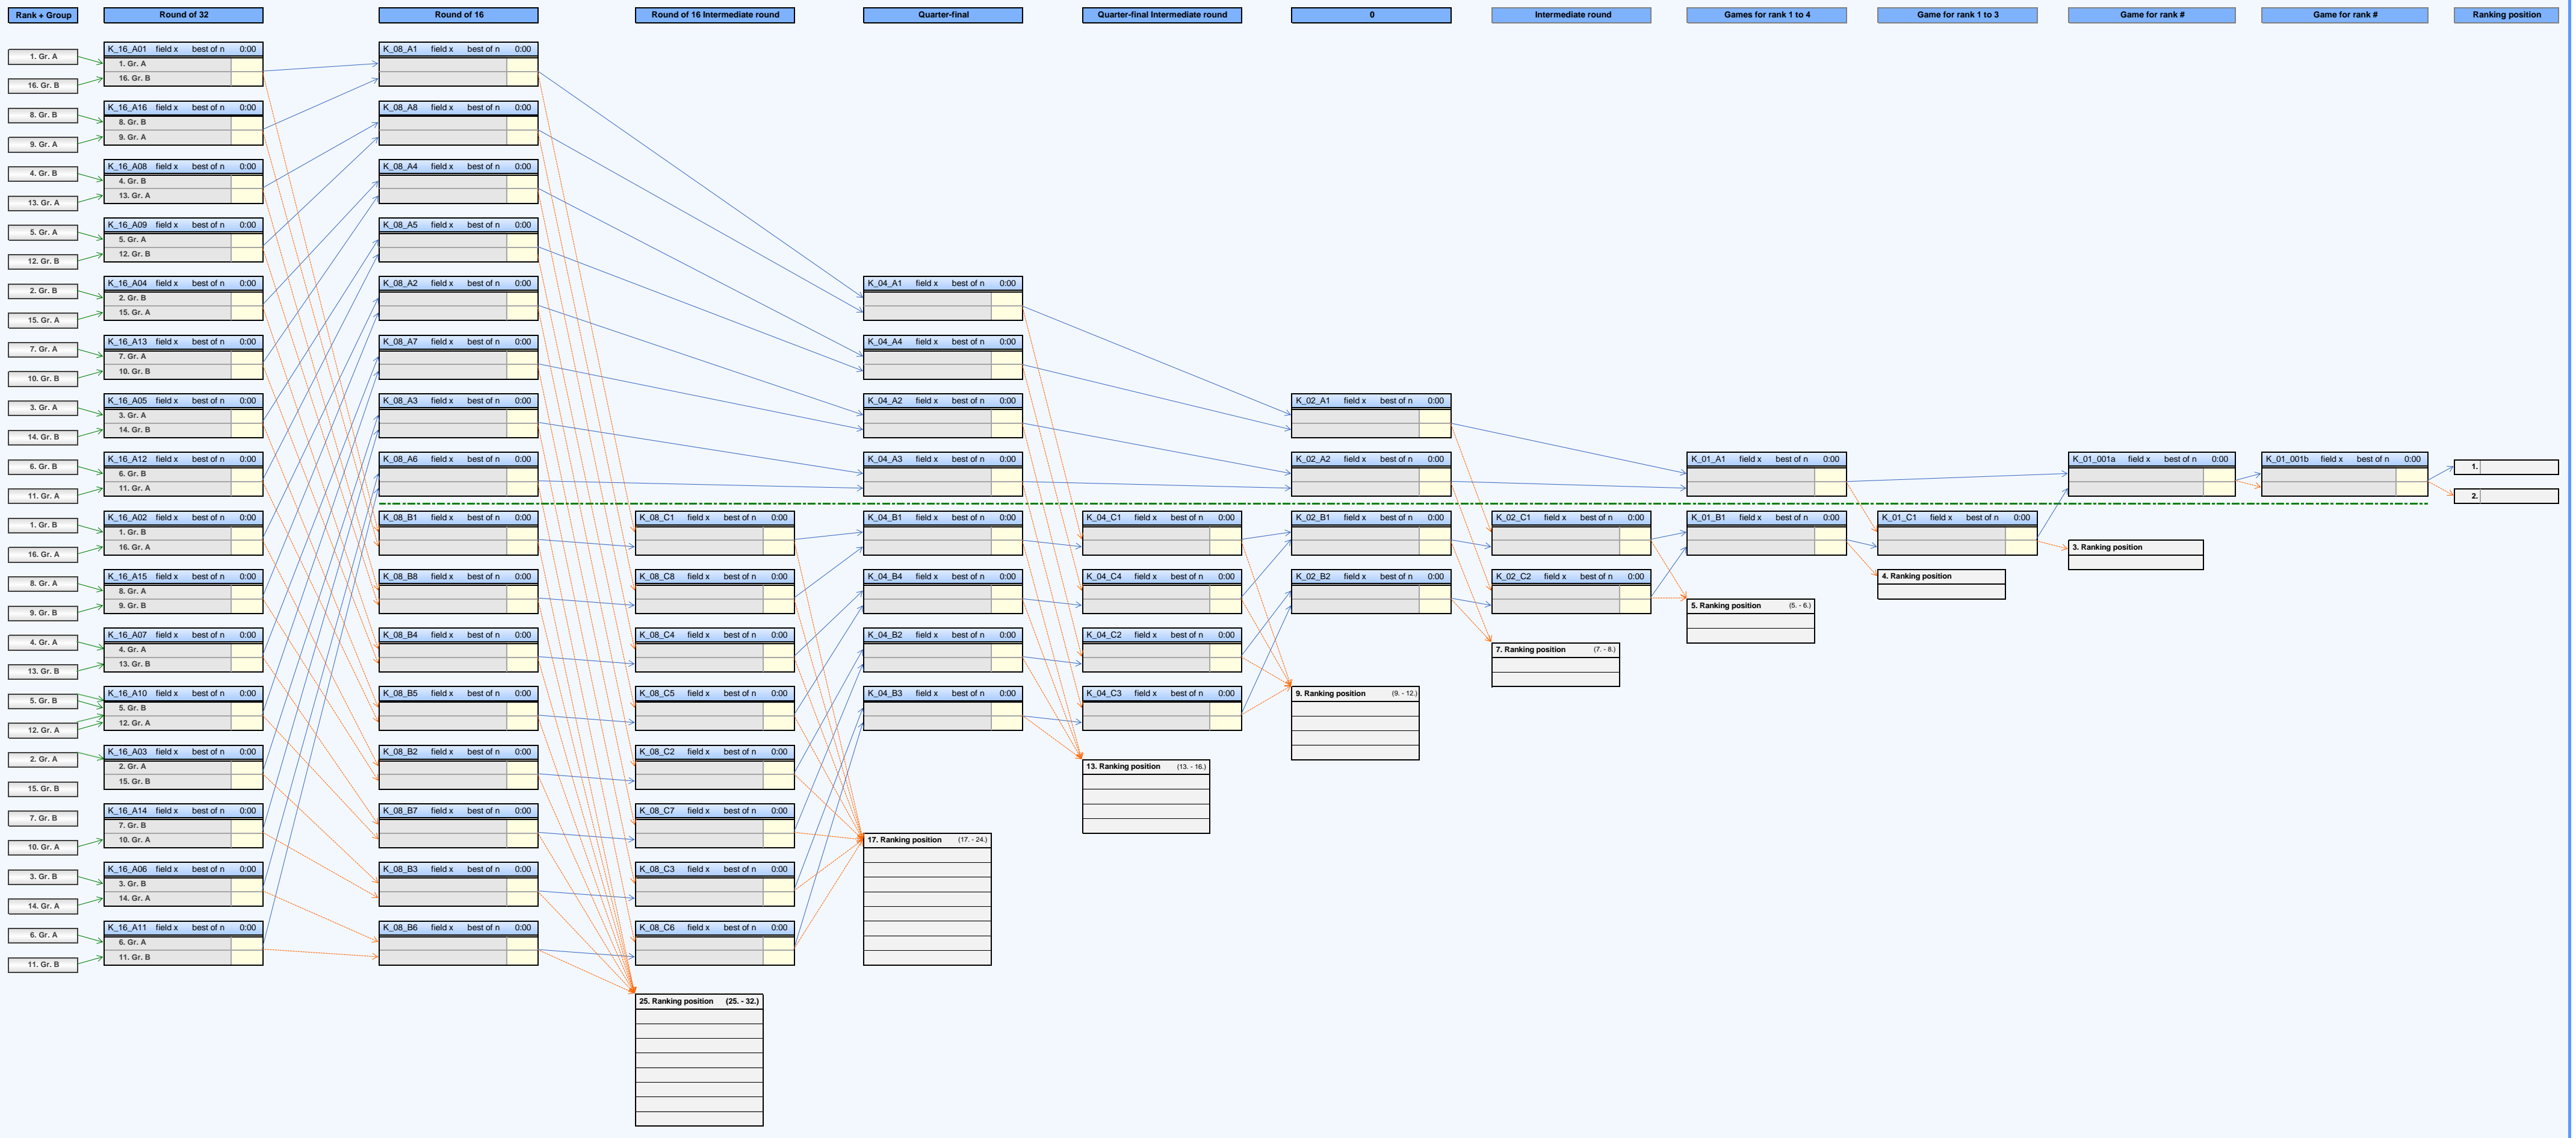 Rank + Group
Round of 32
Round of 16
Round of 16 Intermediate round
Quarter-final
Quarter-final Intermediate round
0
Intermediate round
Games for rank 1 to 4
Game for rank 1 to 3
Game for rank #
Game for rank #
Ranking position
1. Gr. A
16. Gr. B
8. Gr. B
9. Gr. A
4. Gr. B
13. Gr. A
5. Gr. A
12. Gr. B
2. Gr. B
15. Gr. A
7. Gr. A
10. Gr. B
3. Gr. A
14. Gr. B
6. Gr. B
11. Gr. A
1. Gr. B
16. Gr. A
8. Gr. A
9. Gr. B
4. Gr. A
13. Gr. B
5. Gr. B
12. Gr. A
2. Gr. A
15. Gr. B
7. Gr. B
10. Gr. A
3. Gr. B
14. Gr. A
6. Gr. A
11. Gr. B
K_16_A01 field x best of n 0:00
1. Gr. A
16. Gr. B
K_16_A16 field x best of n 0:00
8. Gr. B
9. Gr. A
K_16_A08 field x best of n 0:00
4. Gr. B
13. Gr. A
K_16_A09 field x best of n 0:00
5. Gr. A
12. Gr. B
K_16_A04 field x best of n 0:00
2. Gr. B
15. Gr. A
K_16_A13 field x best of n 0:00
7. Gr. A
10. Gr. B
K_16_A05 field x best of n 0:00
3. Gr. A
14. Gr. B
K_16_A12 field x best of n 0:00
6. Gr. B
11. Gr. A
K_16_A02 field x best of n 0:00
1. Gr. B
16. Gr. A
K_16_A15 field x best of n 0:00
8. Gr. A
9. Gr. B
K_16_A07 field x best of n 0:00
4. Gr. A
13. Gr. B
K_16_A10 field x best of n 0:00
5. Gr. B
12. Gr. A
K_16_A03 field x best of n 0:00
2. Gr. A
15. Gr. B
K_16_A14 field x best of n 0:00
7. Gr. B
10. Gr. A
K_16_A06 field x best of n 0:00
3. Gr. B
14. Gr. A
K_16_A11 field x best of n 0:00
6. Gr. A
11. Gr. B
K_08_A1 field x best of n 0:00
K_08_A8 field x best of n 0:00
K_08_A4 field x best of n 0:00
K_08_A5 field x best of n 0:00
K_08_A2 field x best of n 0:00
K_08_A7 field x best of n 0:00
K_08_A3 field x best of n 0:00
K_08_A6 field x best of n 0:00
K_08_B1 field x best of n 0:00
K_08_B8 field x best of n 0:00
K_08_B4 field x best of n 0:00
K_08_B5 field x best of n 0:00
K_08_B2 field x best of n 0:00
K_08_B7 field x best of n 0:00
K_08_B3 field x best of n 0:00
K_08_B6 field x best of n 0:00
K_08_C1 field x best of n 0:00
K_08_C8 field x best of n 0:00
K_08_C4 field x best of n 0:00
K_08_C5 field x best of n 0:00
K_08_C2 field x best of n 0:00
K_08_C7 field x best of n 0:00
K_08_C3 field x best of n 0:00
K_08_C6 field x best of n 0:00
25. Ranking position (25. - 32.)
K_04_A1 field x best of n 0:00
K_04_A4 field x best of n 0:00
K_04_A2 field x best of n 0:00
K_04_A3 field x best of n 0:00
K_04_B1 field x best of n 0:00
K_04_B4 field x best of n 0:00
K_04_B2 field x best of n 0:00
K_04_B3 field x best of n 0:00
17. Ranking position (17. - 24.)
K_04_C1 field x best of n 0:00
K_04_C4 field x best of n 0:00
K_04_C2 field x best of n 0:00
K_04_C3 field x best of n 0:00
13. Ranking position (13. - 16.)
K_02_A1 field x best of n 0:00
K_02_A2 field x best of n 0:00
K_02_B1 field x best of n 0:00
K_02_B2 field x best of n 0:00
9. Ranking position (9. - 12.)
K_02_C1 field x best of n 0:00
K_02_C2 field x best of n 0:00
7. Ranking position (7. - 8.)
K_01_A1 field x best of n 0:00
K_01_B1 field x best of n 0:00
5. Ranking position (5. - 6.)
K_01_C1 field x best of n 0:00
4. Ranking position
K_01_001a field x best of n 0:00
3. Ranking position
K_01_001b field x best of n 0:00
1.
2.